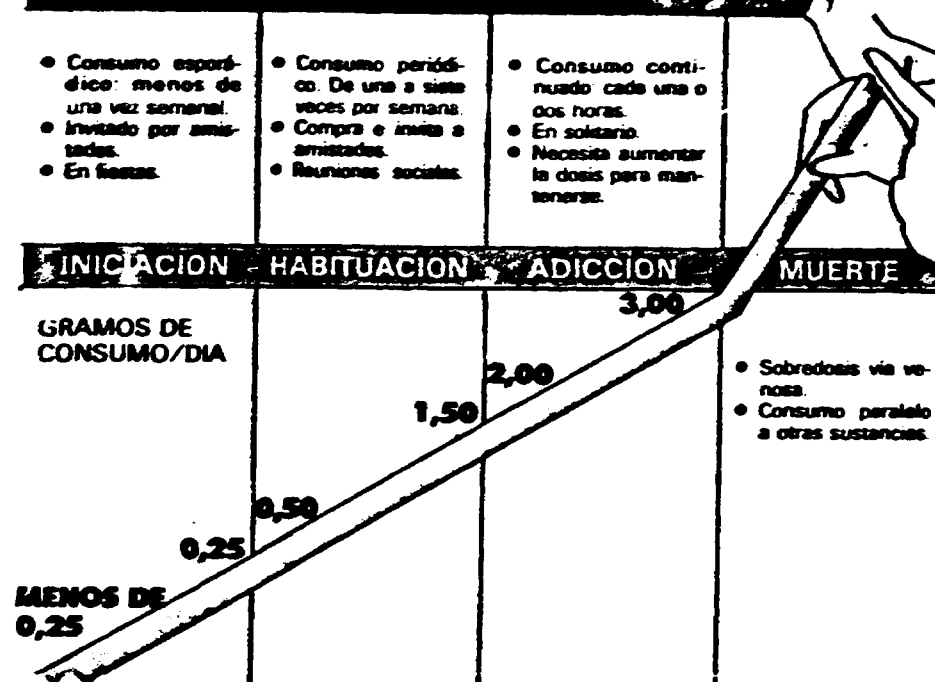 ● Consumo esporá-
dico: menos de
una vez semanal.
● Invitado por amis-
tades.
● En fiestas.
● Consumo periódi-
co. De una a siete
veces por semana.
● Compra e invita a
amistades.
● Reuniones sociales.
● Consumo conti-
nuado: cada una o
dos horas.
● En solitario.
● Necesita aumentar
la dosis para man-
tenerse.
INICIACION
HABITUACION
ADICCION
MUERTE
GRAMOS DE
CONSUMO/DIA
3,00
2,00
1,50
0,50
0,25
MENOS DE
0,25
● Sobredosis via ve-
nosa.
● Consumo paralelo
a otras sustancias.